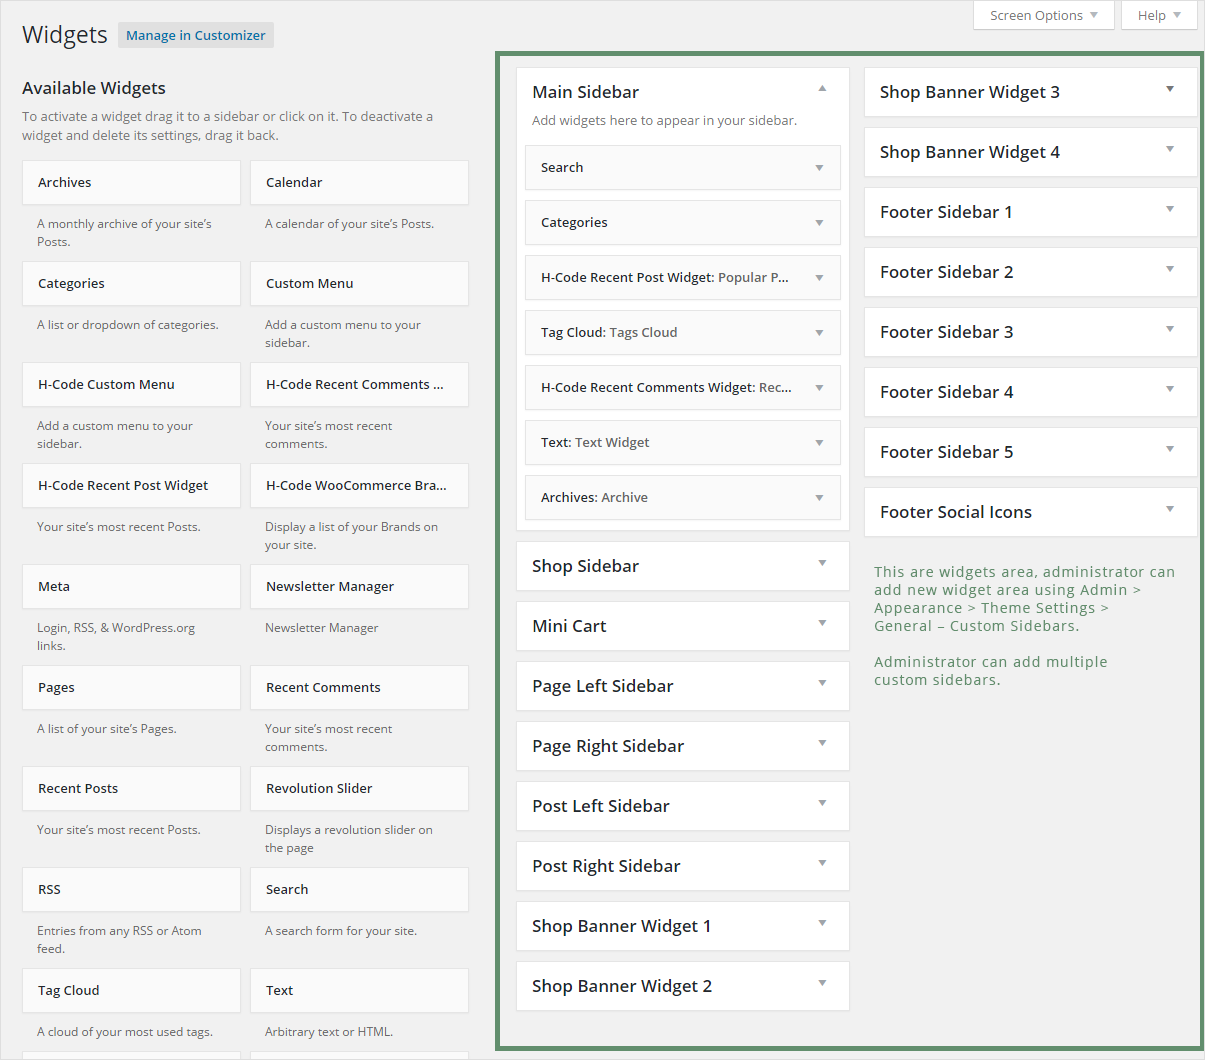 Screen Options
Help
Widgets
Manage in Customizer
Available Widgets
To activate a widget drag it to a sidebar or click on it. To deactivate a
widget and delete its settings, drag it back.
Archives
Calendar
A monthly archive of your site’s
Posts.
A calendar of your site’s Posts.
Categories
Custom Menu
A list or dropdown of categories.
Add a custom menu to your
sidebar.
H-Code Custom Menu
H-Code Recent Comments ...
Add a custom menu to your
sidebar.
Your site’s most recent
comments.
H-Code Recent Post Widget
H-Code WooCommerce Bra...
Your site’s most recent Posts.
Display a list of your Brands on
your site.
Meta
Newsletter Manager
Login, RSS, & WordPress.org
links.
Newsletter Manager
Pages
Recent Comments
A list of your site’s Pages.
Your site’s most recent
comments.
Recent Posts
Revolution Slider
Your site’s most recent Posts.
Displays a revolution slider on
the page
RSS
Search
Entries from any RSS or Atom
feed.
A search form for your site.
Tag Cloud
Text
A cloud of your most used tags.
Arbitrary text or HTML.
Main Sidebar
Add widgets here to appear in your sidebar.
Search
Categories
H-Code Recent Post Widget: Popular P...
Tag Cloud: Tags Cloud
H-Code Recent Comments Widget: Rec...
Text: Text Widget
Archives: Archive
Shop Sidebar
Mini Cart
Page Left Sidebar
Page Right Sidebar
Post Left Sidebar
Post Right Sidebar
Shop Banner Widget 1
Shop Banner Widget 2
Shop Banner Widget 3
Shop Banner Widget 4
Footer Sidebar 1
Footer Sidebar 2
Footer Sidebar 3
Footer Sidebar 4
Footer Sidebar 5
Footer Social Icons
This are widgets area, administrator can
add new widget area using Admin >
Appearance > Theme Settings >
General – Custom Sidebars.
Administrator can add multiple
custom sidebars.